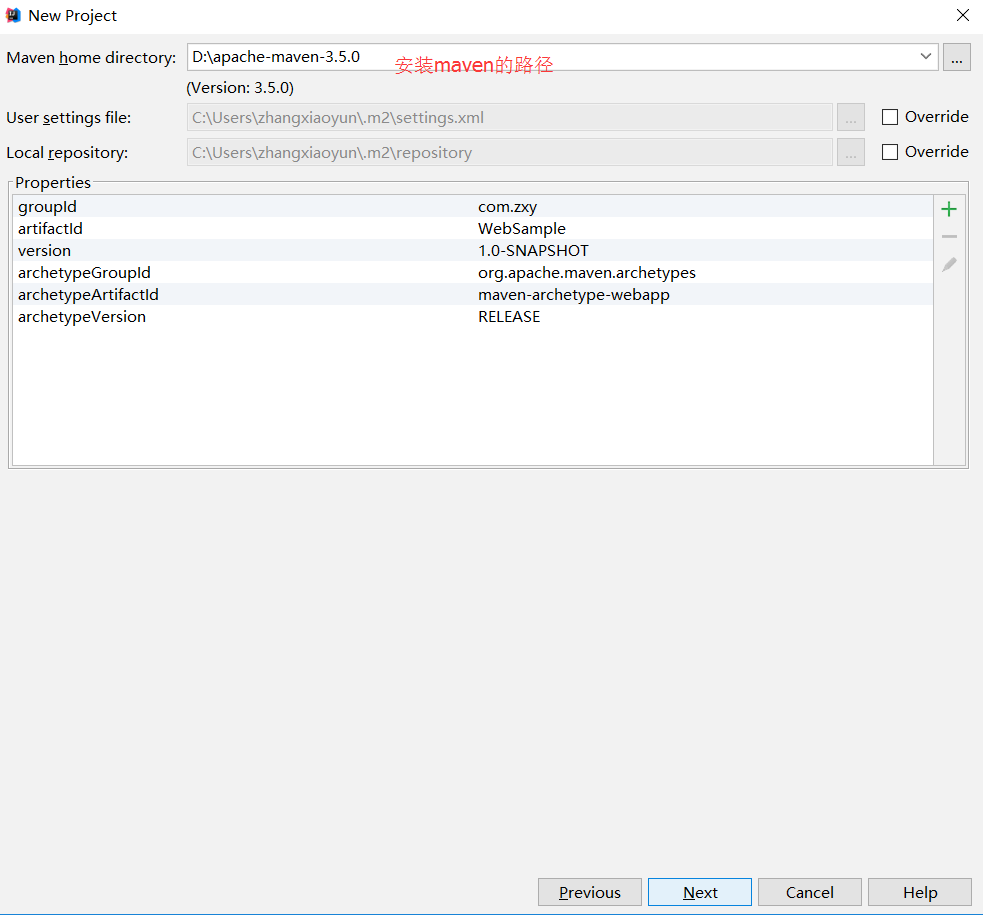 New Project
Maven home directory: D:\apache-maven-3.5.0 安装maven的路径 ...
(Version: 3.5.0)
User settings file: C:\Users\zhangxiaoyun\.m2\settings.xml ... Override
Local repository: C:\Users\zhangxiaoyun\.m2\repository ... Override
Properties
groupId com.zxy
artifactId WebSample
version 1.0-SNAPSHOT
archetypeGroupId org.apache.maven.archetypes
archetypeArtifactId maven-archetype-webapp
archetypeVersion RELEASE
Previous Next Cancel Help